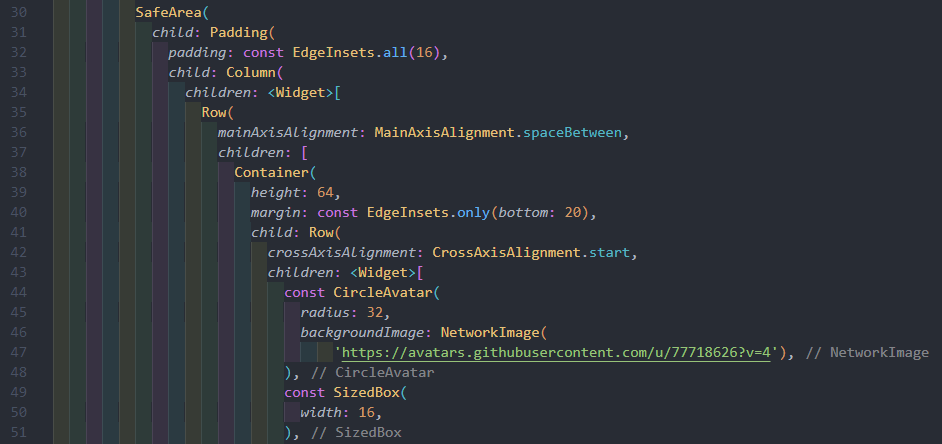 30 SafeArea(
31 child: Padding(
32 padding: const EdgeInsets.all(16),
33 child: Column(
34 children: <Widget>[
35 Row(
36 mainAxisAlignment: MainAxisAlignment.spaceBetween,
37 children: [
38 Container(
39 height: 64,
40 margin: const EdgeInsets.only(bottom: 20),
41 child: Row(
42 crossAxisAlignment: CrossAxisAlignment.start,
43 children: <Widget>[
44 const CircleAvatar(
45 radius: 32,
46 backgroundImage: NetworkImage(
47 'https://avatars.githubusercontent.com/u/77718626?v=4'), // NetworkImage
48 ), // CircleAvatar
49 const SizedBox(
50 width: 16,
51 ), // SizedBox